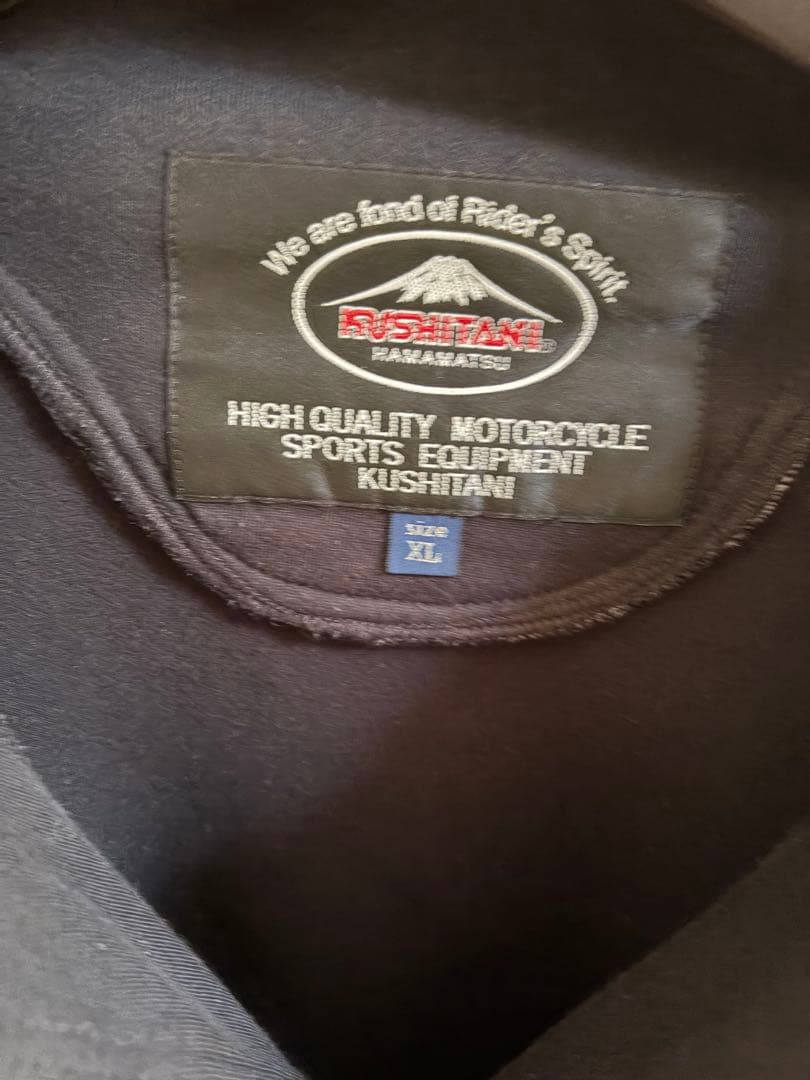 We are fond of Rider's Spirit.
KUSHITANI®
HAMAMATSU
HIGH QUALITY MOTORCYCLE
SPORTS EQUIPMENT
KUSHITANI
size
XL